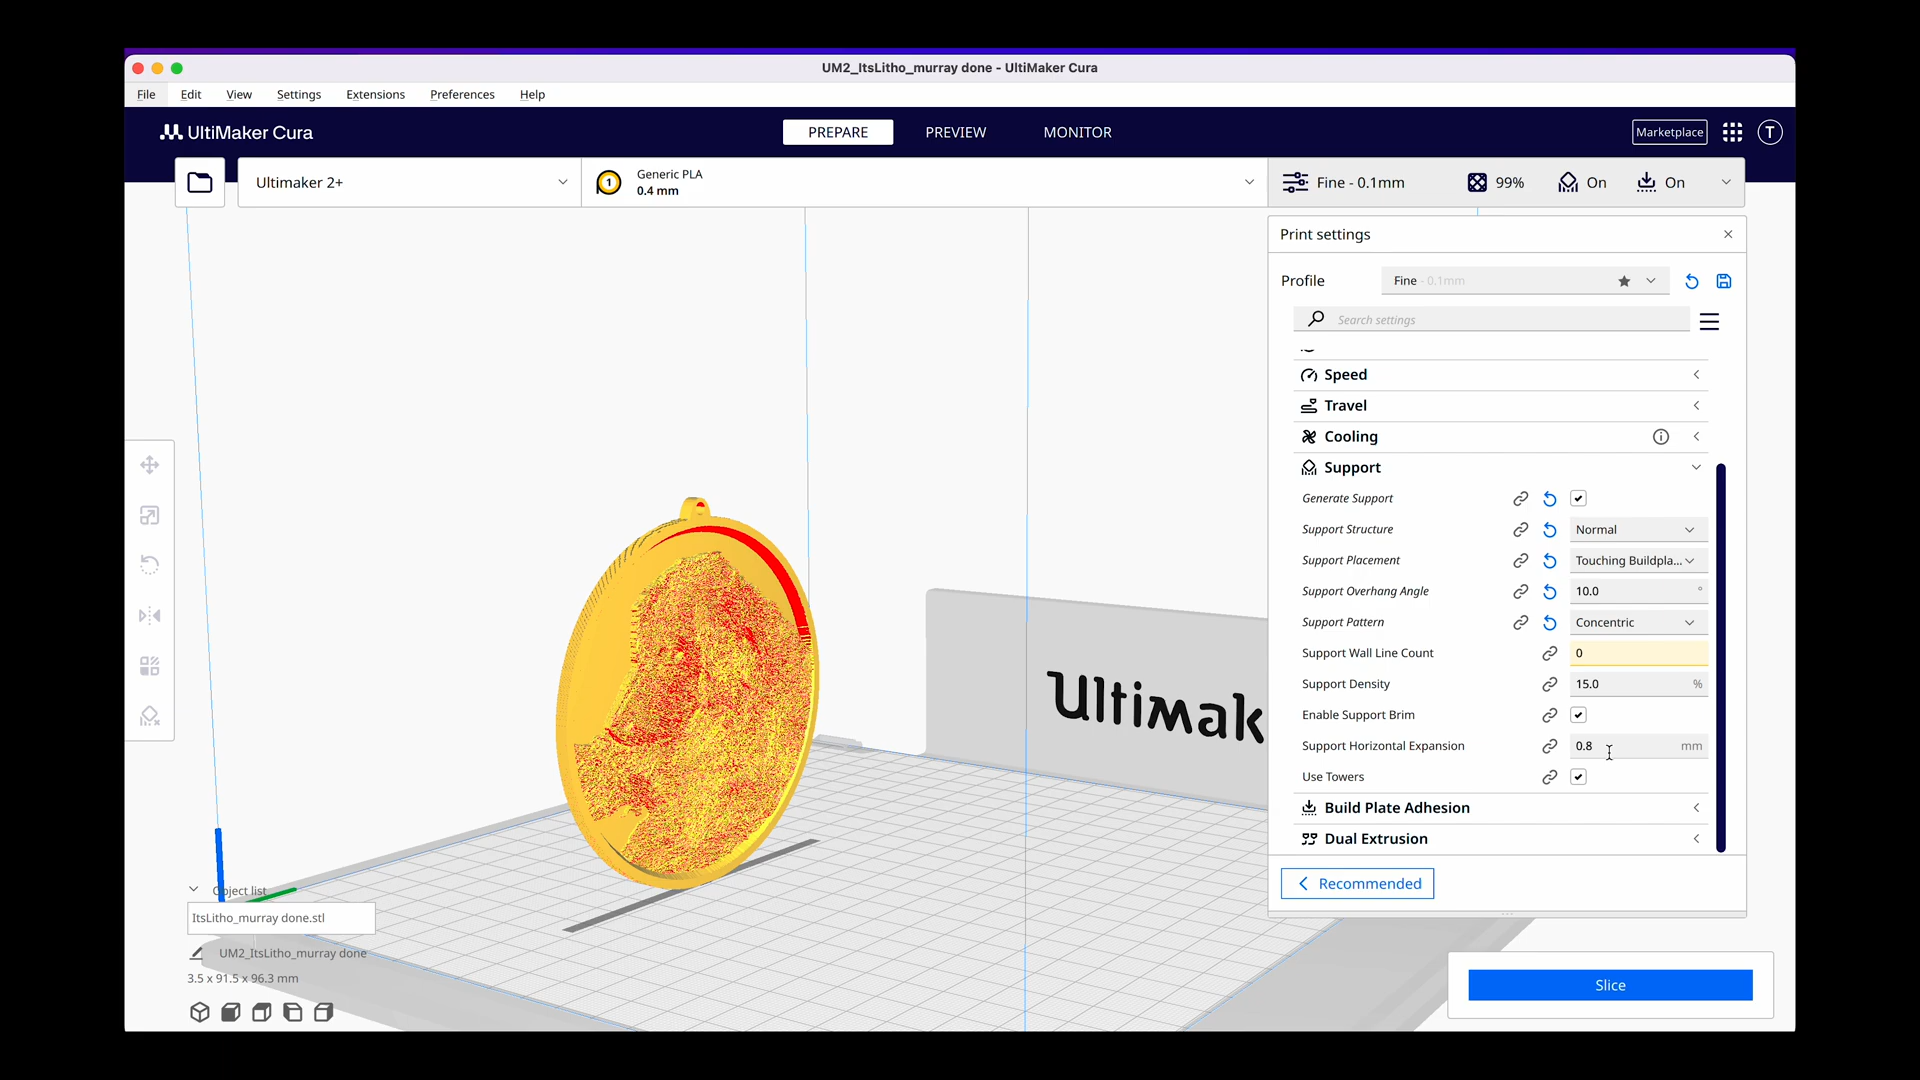 UM2_ItsLitho_murray done - UltiMaker Cura
File Edit View Settings Extensions Preferences Help
UltiMaker Cura
PREPARE PREVIEW MONITOR
Marketplace T
Ultimaker 2+
1 Generic PLA
0.4 mm
Fine - 0.1mm 99% On On
Print settings
Profile Fine - 0.1mm
Search settings
Speed
Travel
Cooling
Support
Generate Support
Support Structure Normal
Support Placement Touching Buildpla...
Support Overhang Angle 10.0 °
Support Pattern Concentric
Support Wall Line Count 0
Support Density 15.0 %
Enable Support Brim
Support Horizontal Expansion 0.8 mm
Use Towers
Build Plate Adhesion
Dual Extrusion
Recommended
Ultimak
Object list
ItsLitho_murray done.stl
UM2_ItsLitho_murray done
3.5 x 91.5 x 96.3 mm
Slice